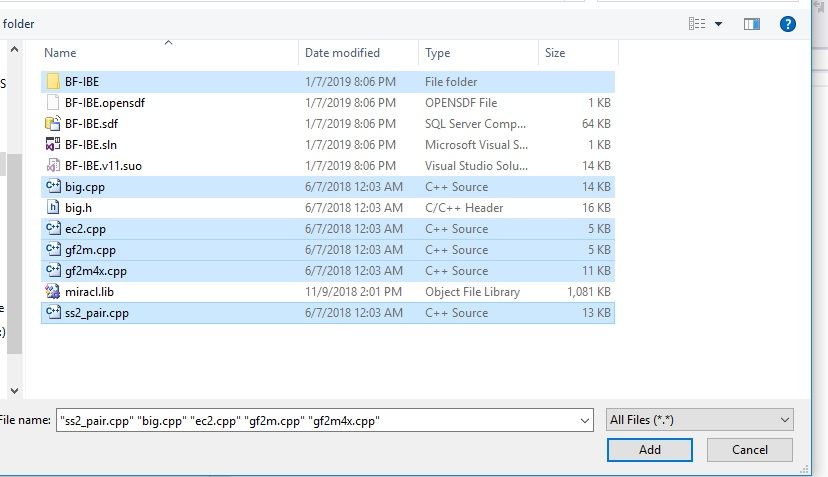 folder
Name Date modified Type Size
BF-IBE 1/7/2019 8:06 PM File folder
BF-IBE.opensdf 1/7/2019 8:06 PM OPENSDF File 1 KB
BF-IBE.sdf 1/7/2019 8:06 PM SQL Server Comp... 64 KB
BF-IBE.sln 1/7/2019 8:06 PM Microsoft Visual S... 1 KB
BF-IBE.v11.suo 1/7/2019 8:06 PM Visual Studio Solu... 14 KB
big.cpp 6/7/2018 12:03 AM C++ Source 14 KB
big.h 6/7/2018 12:03 AM C/C++ Header 16 KB
ec2.cpp 6/7/2018 12:03 AM C++ Source 5 KB
gf2m.cpp 6/7/2018 12:03 AM C++ Source 5 KB
gf2m4x.cpp 6/7/2018 12:03 AM C++ Source 11 KB
miracl.lib 11/9/2018 2:01 PM Object File Library 1,081 KB
ss2_pair.cpp 6/7/2018 12:03 AM C++ Source 13 KB
S
e
:)
File name: "ss2_pair.cpp" "big.cpp" "ec2.cpp" "gf2m.cpp" "gf2m4x.cpp" All Files (*.*)
Add Cancel